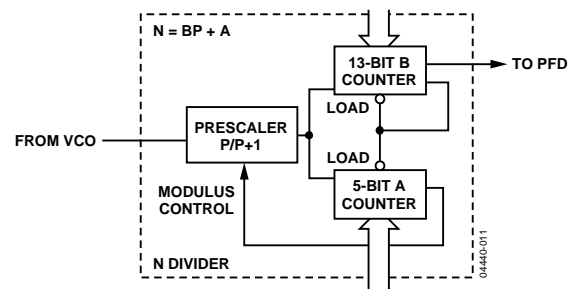 N = BP + A
13-BIT B
COUNTER
TO PFD
LOAD
PRESCALER
P/P+1
FROM VCO
LOAD
MODULUS
CONTROL
5-BIT A
COUNTER
N DIVIDER
04440-011